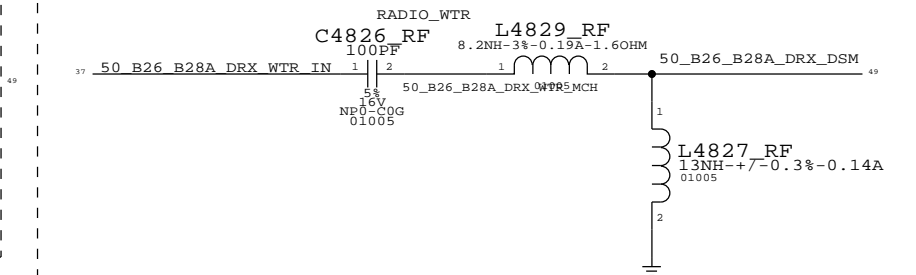 RADIO_WTR
C4826_RF
100PF
L4829_RF
8.2NH-3%-0.19A-1.6OHM
37
50_B26_B28A_DRX_WTR_IN
1
2
1
2
50_B26_B28A_DRX_DSM
49
49
50_B26_B28A_DRX_WTR_MCH
01005
5%
16V
NP0-C0G
01005
1
L4827_RF
13NH-+/-0.3%-0.14A
01005
2